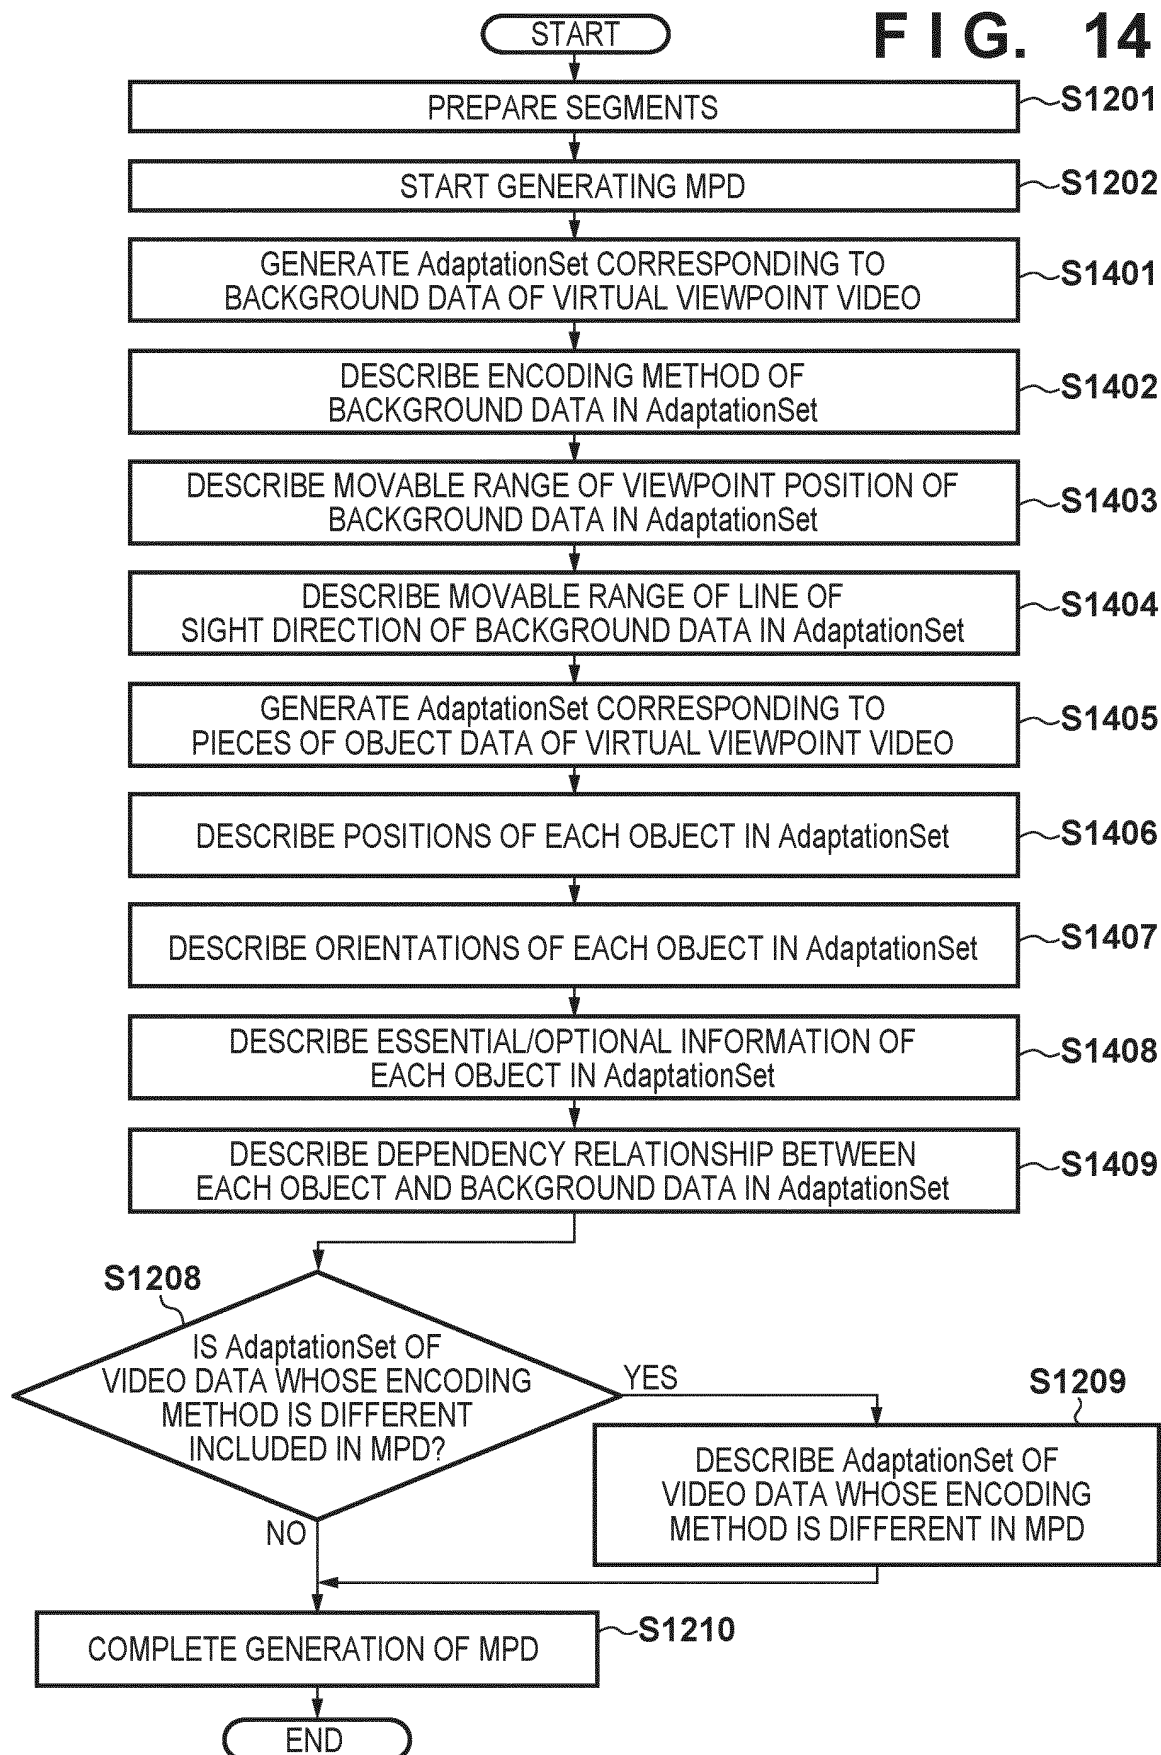 START
FIG. 14
PREPARE SEGMENTS
S1201
START GENERATING MPD
S1202
GENERATE AdaptationSet CORRESPONDING TO
BACKGROUND DATA OF VIRTUAL VIEWPOINT VIDEO
S1401
DESCRIBE ENCODING METHOD OF
BACKGROUND DATA IN AdaptationSet
S1402
DESCRIBE MOVABLE RANGE OF VIEWPOINT POSITION OF
BACKGROUND DATA IN AdaptationSet
S1403
DESCRIBE MOVABLE RANGE OF LINE OF
SIGHT DIRECTION OF BACKGROUND DATA IN AdaptationSet
S1404
GENERATE AdaptationSet CORRESPONDING TO
PIECES OF OBJECT DATA OF VIRTUAL VIEWPOINT VIDEO
S1405
DESCRIBE POSITIONS OF EACH OBJECT IN AdaptationSet
S1406
DESCRIBE ORIENTATIONS OF EACH OBJECT IN AdaptationSet
S1407
DESCRIBE ESSENTIAL/OPTIONAL INFORMATION OF
EACH OBJECT IN AdaptationSet
S1408
DESCRIBE DEPENDENCY RELATIONSHIP BETWEEN
EACH OBJECT AND BACKGROUND DATA IN AdaptationSet
S1409
S1208
IS AdaptationSet OF
VIDEO DATA WHOSE ENCODING
METHOD IS DIFFERENT
INCLUDED IN MPD?
YES
NO
S1209
DESCRIBE AdaptationSet OF
VIDEO DATA WHOSE ENCODING
METHOD IS DIFFERENT IN MPD
COMPLETE GENERATION OF MPD
S1210
END